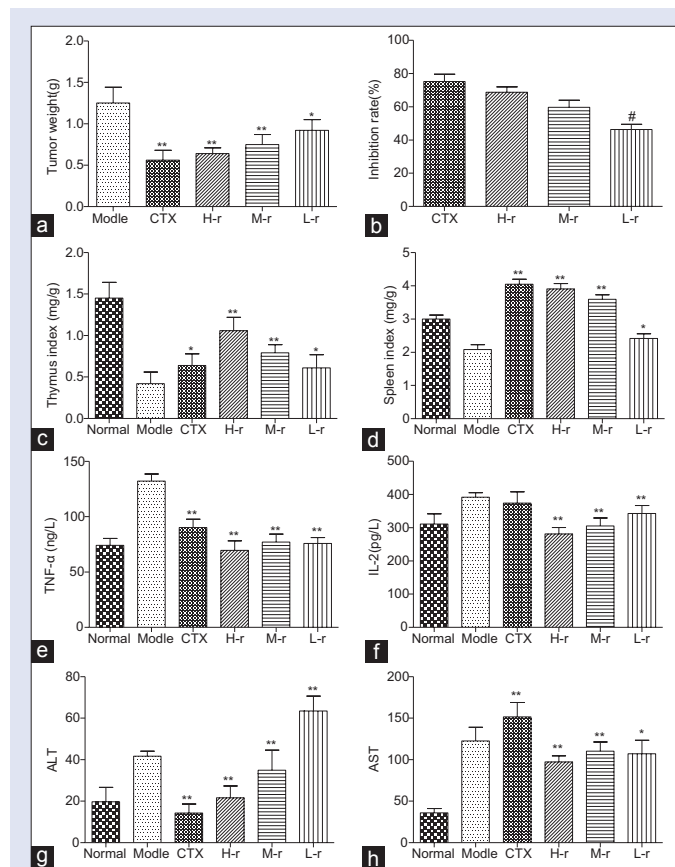 2.0
1.5
1.0
0.5
0.0
Tumor weight(g)
**
**
**
*
Modle CTX H-r M-r L-r
a
100
80
60
40
20
0
Inhibition rate(%)
#
CTX H-r M-r L-r
b
2.0
1.5
1.0
0.5
0.0
Thymus index (mg/g)
*
**
**
*
Normal Modle CTX H-r M-r L-r
c
5
4
3
2
1
0
Spleen index (mg/g)
**
**
**
*
Normal Modle CTX H-r M-r L-r
d
150
100
50
0
TNF-α (ng/L)
**
**
**
**
Normal Modle CTX H-r M-r L-r
e
500
400
300
200
100
0
IL-2(pg/L)
**
**
**
Normal Modle CTX H-r M-r L-r
f
80
60
40
20
0
ALT
**
**
**
**
Normal Modle CTX H-r M-r L-r
g
200
150
100
50
0
AST
**
**
**
*
Normal Modle CTX H-r M-r L-r
h